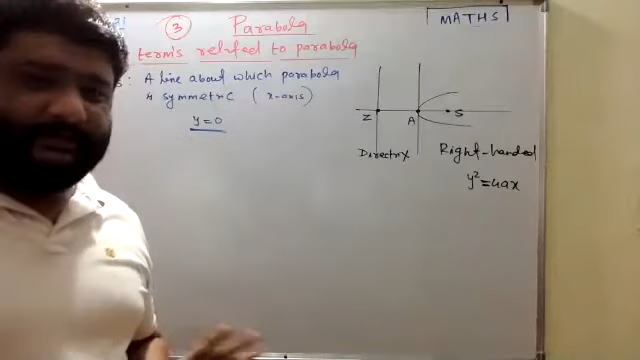 3
Parabola
MATHS
term's related to parabola
: A line about which parabola
is symmetric (x-axis)
y = 0
Z
A
S
Directrix
Right-handed
y² = 4ax